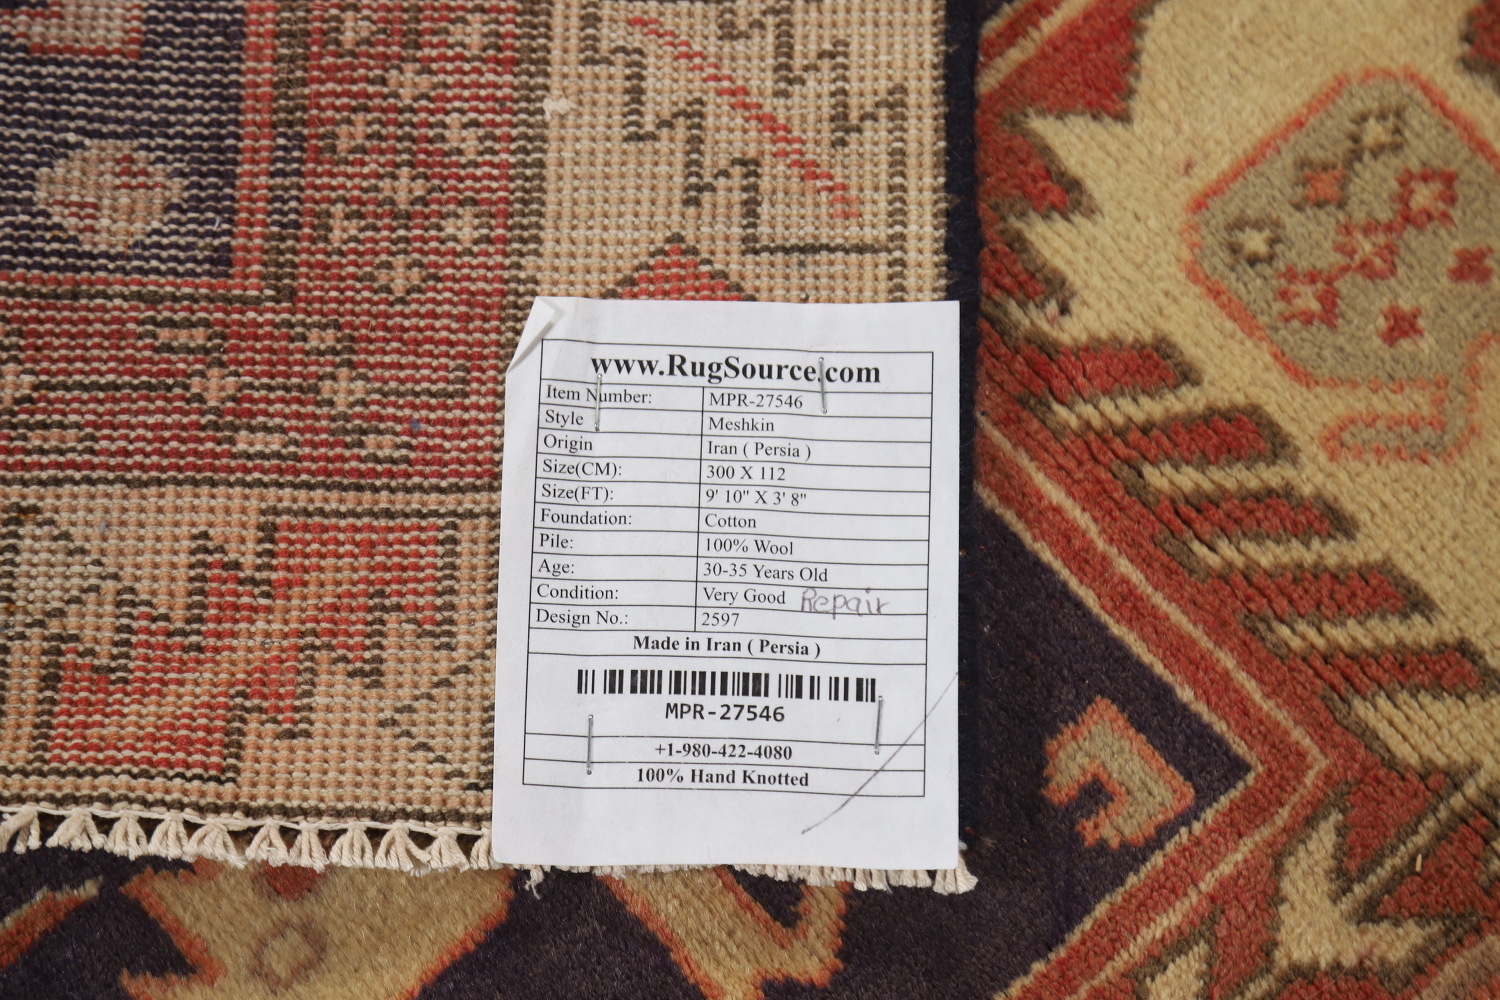 www.RugSource.com
Item Number: MPR-27546
Style Meshkin
Origin Iran ( Persia )
Size(CM): 300 X 112
Size(FT): 9' 10" X 3' 8"
Foundation: Cotton
Pile: 100% Wool
Age: 30-35 Years Old
Condition: Very Good Repair
Design No.: 2597
Made in Iran ( Persia )
MPR-27546
+1-980-422-4080
100% Hand Knotted